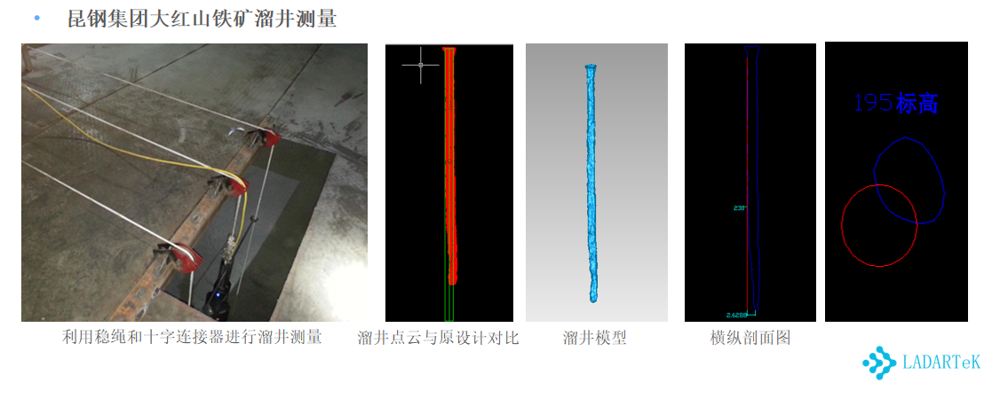 • 昆钢集团大红山铁矿溜井测量
195标高
230
2.6288
利用稳绳和十字连接器进行溜井测量
溜井点云与原设计对比
溜井模型
横纵剖面图
LADARTeK